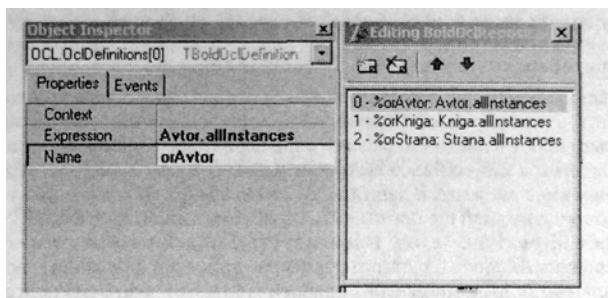 Object Inspector
OCL.OclDefinitions[0] TBoldOclDefinition
Properties Events
Context
Expression Avtor.allInstances
Name orAvtor
Editing BoldOclReposit
0 - %orAvtor: Avtor.allInstances
1 - %orKniga: Kniga.allInstances
2 - %orStrana: Strana.allInstances